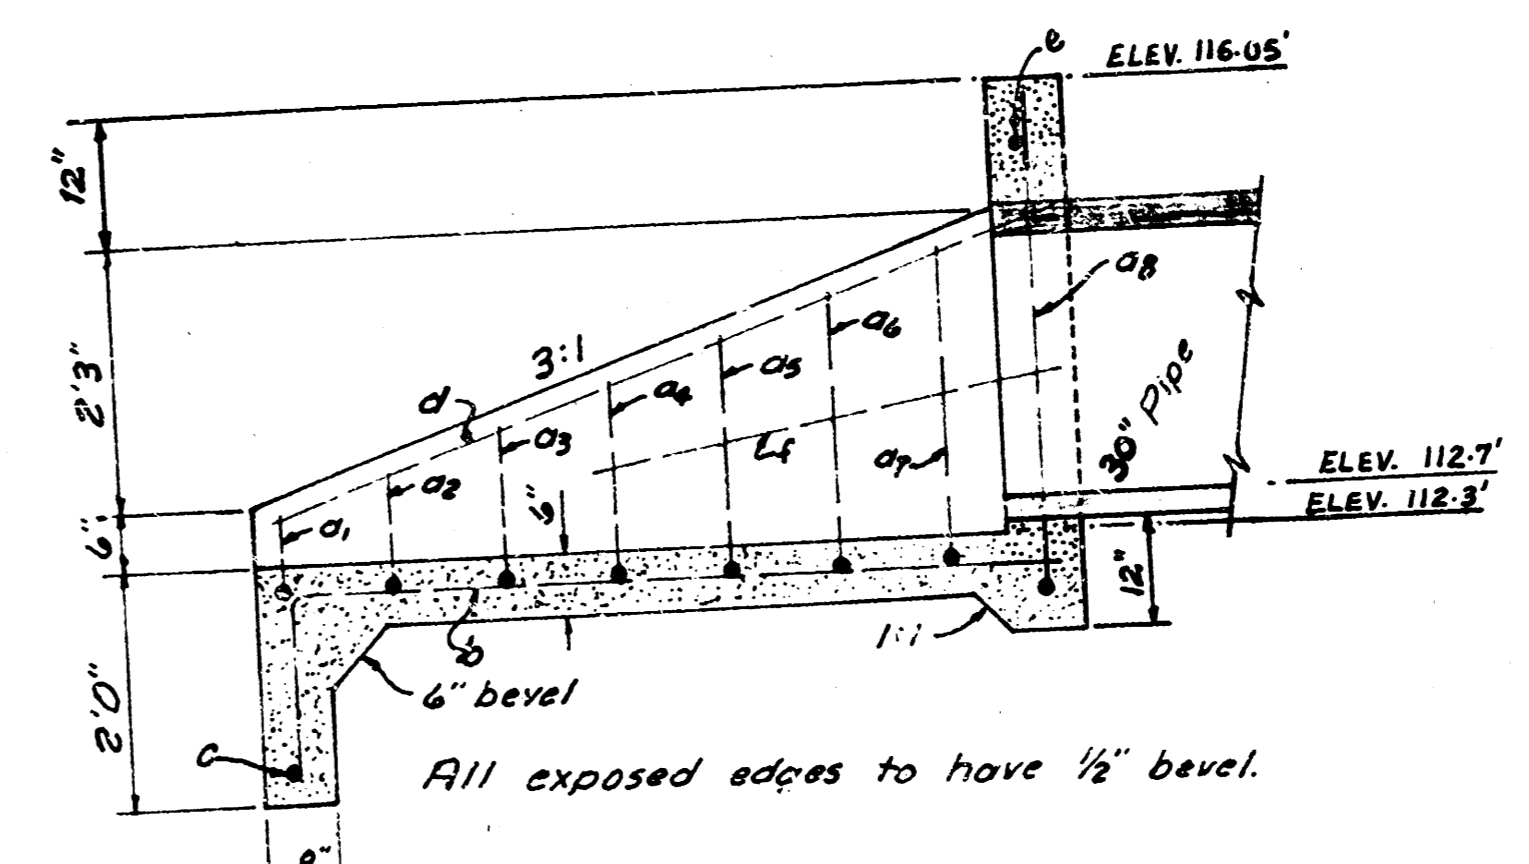 e
ELEV. 116.05'
12"
a8
a6
3:1
a5
2'.3"
d
a4
30" Pipe
a3
Lf
a7
ELEV. 112.7'
a2
ELEV. 112.3'
6"
a1
6"
12"
b
1:1
6" bevel
2'.0"
c
All exposed edges to have 1/2" bevel.